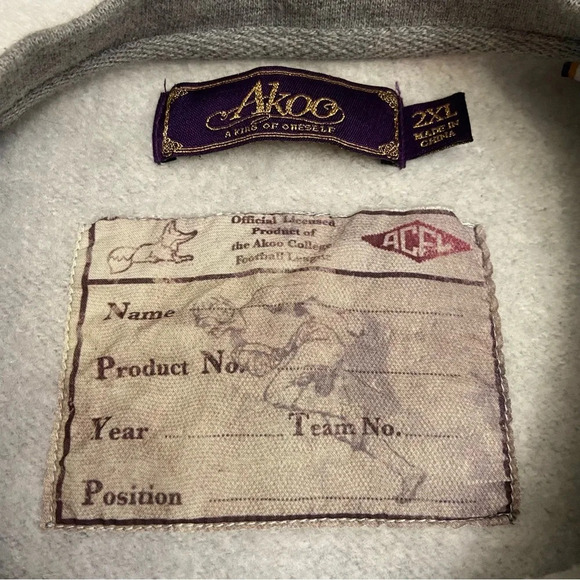 Akoo
A KING OF ONESELF
2XL
MADE IN
CHINA
Official Licensed
Product of
the Akoo College
Football League
ACFL
Name
Product No.
Year Team No.
Position